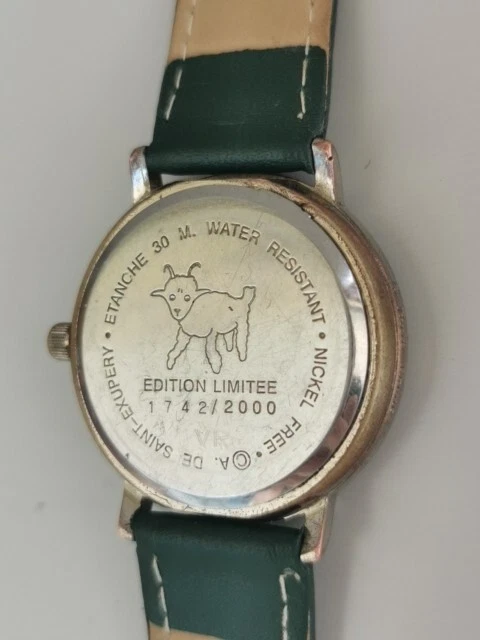 • ETANCHE 30 M. WATER RESISTANT • NICKEL FREE • ©A. DE SAINT-EXUPERY
EDITION LIMITEE
1742/2000